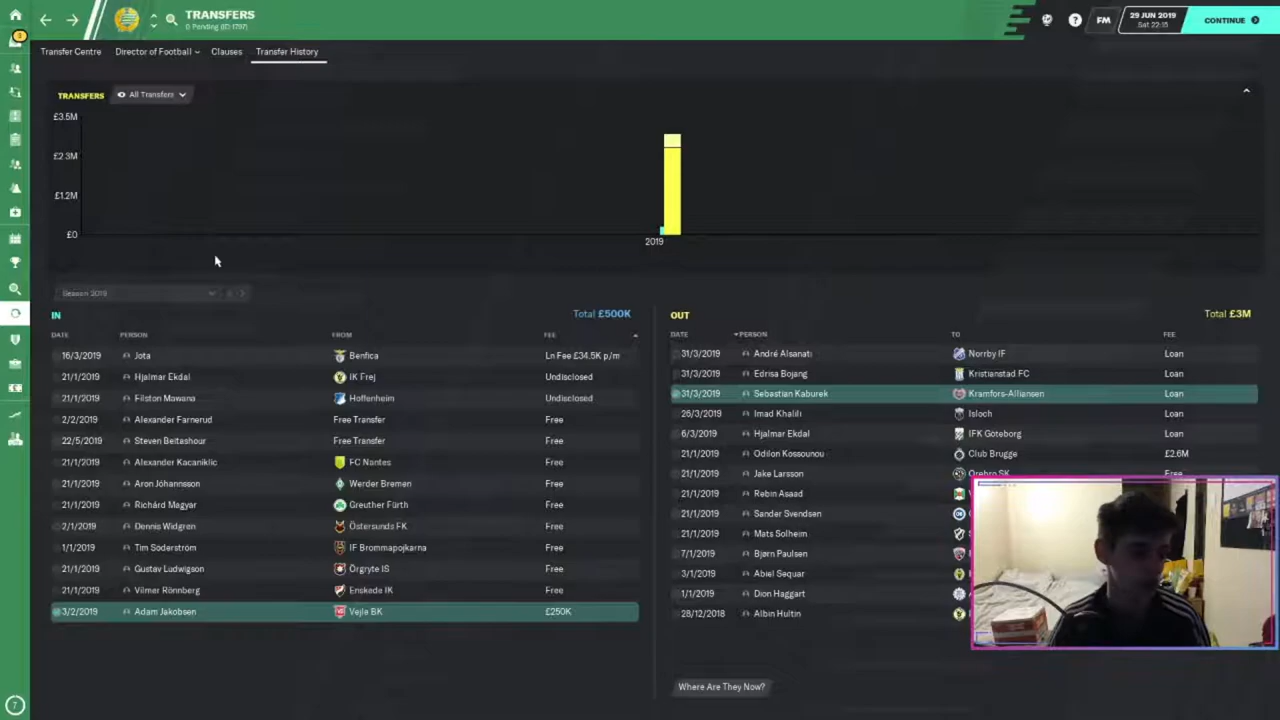 TRANSFERS
0 Pending (ID:1797)
FM
29 JUN 2019
Sat 22:15
CONTINUE
3
Transfer Centre Director of Football Clauses Transfer History
TRANSFERS All Transfers
£3.5M
£2.3M
£1.2M
£0
2019
Season 2019
IN Total £500K
DATE PERSON FROM FEE
16/3/2019 Jota Benfica Ln Fee £34.5K p/m
21/1/2019 Hjalmar Ekdal IK Frej Undisclosed
21/1/2019 Filston Mawana Hoffenheim Undisclosed
2/2/2019 Alexander Farnerud Free Transfer Free
22/5/2019 Steven Beitashour Free Transfer Free
21/1/2019 Alexander Kacaniklic FC Nantes Free
21/1/2019 Aron Jóhannsson Werder Bremen Free
21/1/2019 Richárd Magyar Greuther Fürth Free
2/1/2019 Dennis Widgren Östersunds FK Free
1/1/2019 Tim Söderström IF Brommapojkarna Free
21/1/2019 Gustav Ludwigson Örgryte IS Free
21/1/2019 Vilmer Rönnberg Enskede IK Free
3/2/2019 Adam Jakobsen Vejle BK £250K
OUT Total £3M
DATE PERSON TO FEE
31/3/2019 André Alsanati Norrby IF Loan
31/3/2019 Edrisa Bojang Kristianstad FC Loan
31/3/2019 Sebastian Kaburek Kramfors-Alliansen Loan
26/3/2019 Imad Khalili Isloch Loan
6/3/2019 Hjalmar Ekdal IFK Göteborg Loan
21/1/2019 Odilon Kossounou Club Brugge £2.6M
21/1/2019 Jake Larsson Örebro SK Free
21/1/2019 Rebin Asaad
21/1/2019 Sander Svendsen
21/1/2019 Mats Solheim
7/1/2019 Bjørn Paulsen
3/1/2019 Abiel Sequar
1/1/2019 Dion Haggart
28/12/2018 Albin Hultin
Where Are They Now?
7